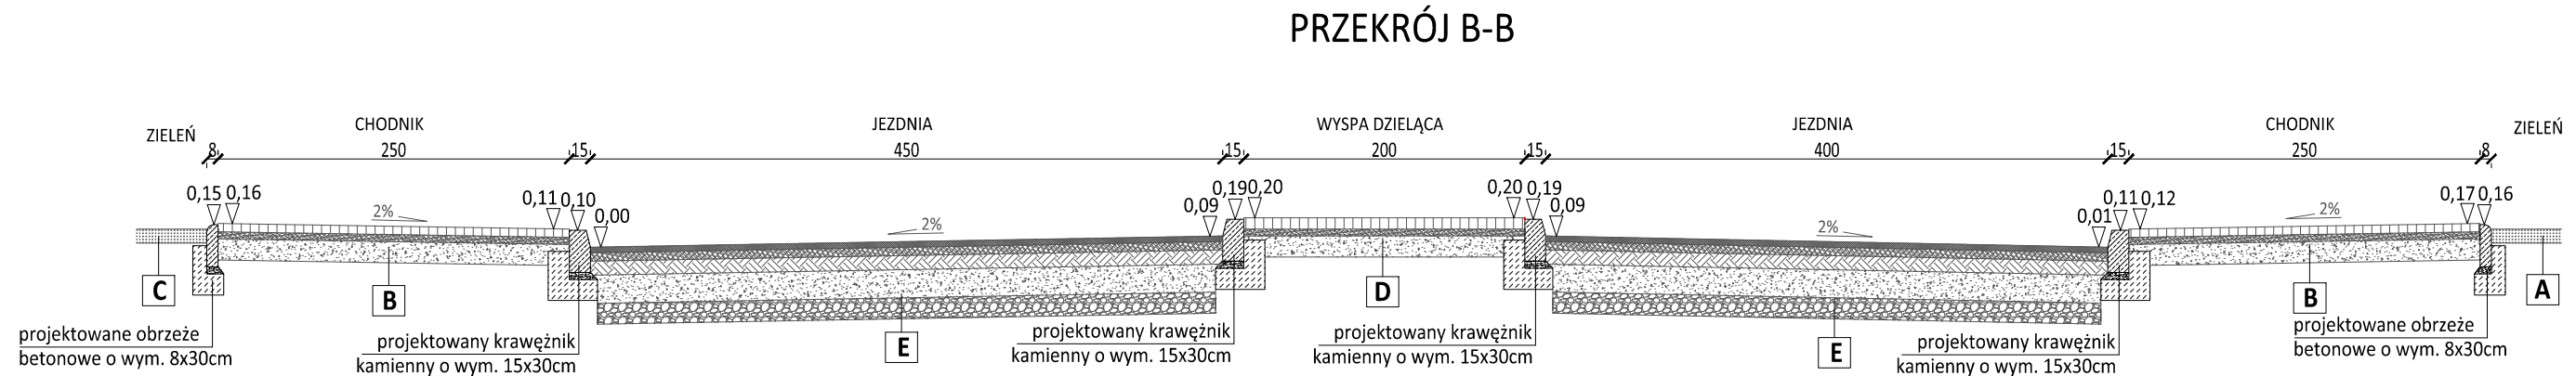 PRZEKRÓJ B-B
ZIELEŃ CHODNIK JEZDNIA WYSPA DZIELĄCA JEZDNIA CHODNIK ZIELEŃ
8 250 15 450 15 200 15 400 15 250 8
0,15 0,16 0,11 0,10 0,00 0,09 0,19 0,20 0,20 0,19 0,09 0,01 0,11 0,12 0,17 0,16
2% 2% 2% 2%
C B E D E B A
projektowane obrzeże
betonowe o wym. 8x30cm
projektowany krawężnik
kamienny o wym. 15x30cm
projektowany krawężnik
kamienny o wym. 15x30cm
projektowany krawężnik
kamienny o wym. 15x30cm
projektowany krawężnik
kamienny o wym. 15x30cm
projektowane obrzeże
betonowe o wym. 8x30cm